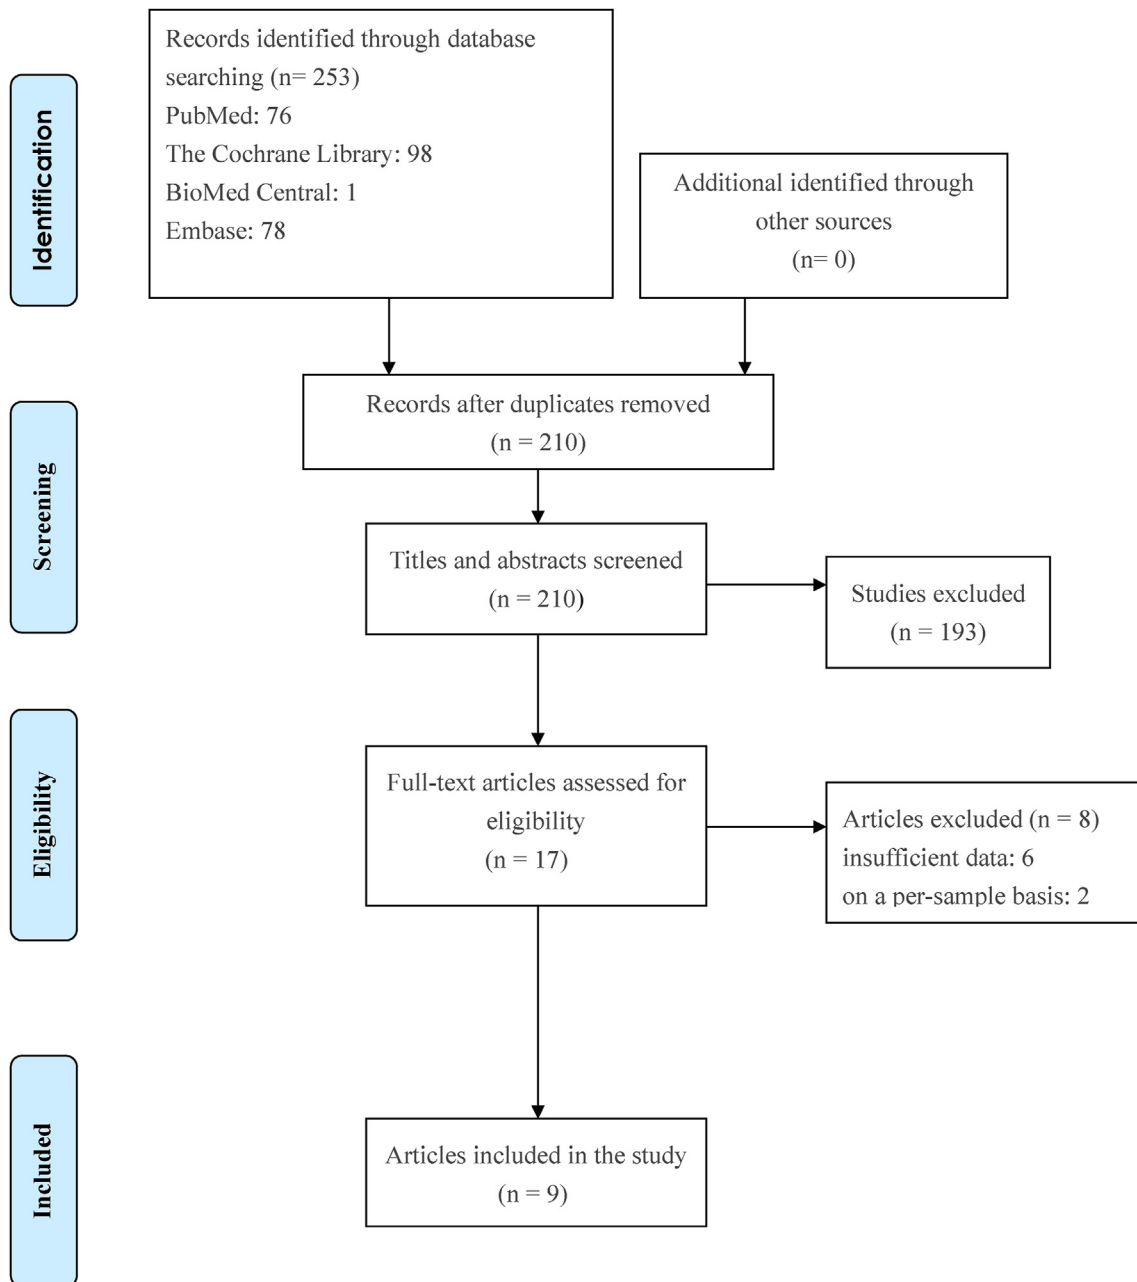 Identification
Records identified through database
searching (n= 253)
PubMed: 76
The Cochrane Library: 98
BioMed Central: 1
Embase: 78
Additional identified through
other sources
(n= 0)
Screening
Records after duplicates removed
(n = 210)
Titles and abstracts screened
(n = 210)
Studies excluded
(n = 193)
Eligibility
Full-text articles assessed for
eligibility
(n = 17)
Articles excluded (n = 8)
insufficient data: 6
on a per-sample basis: 2
Included
Articles included in the study
(n = 9)